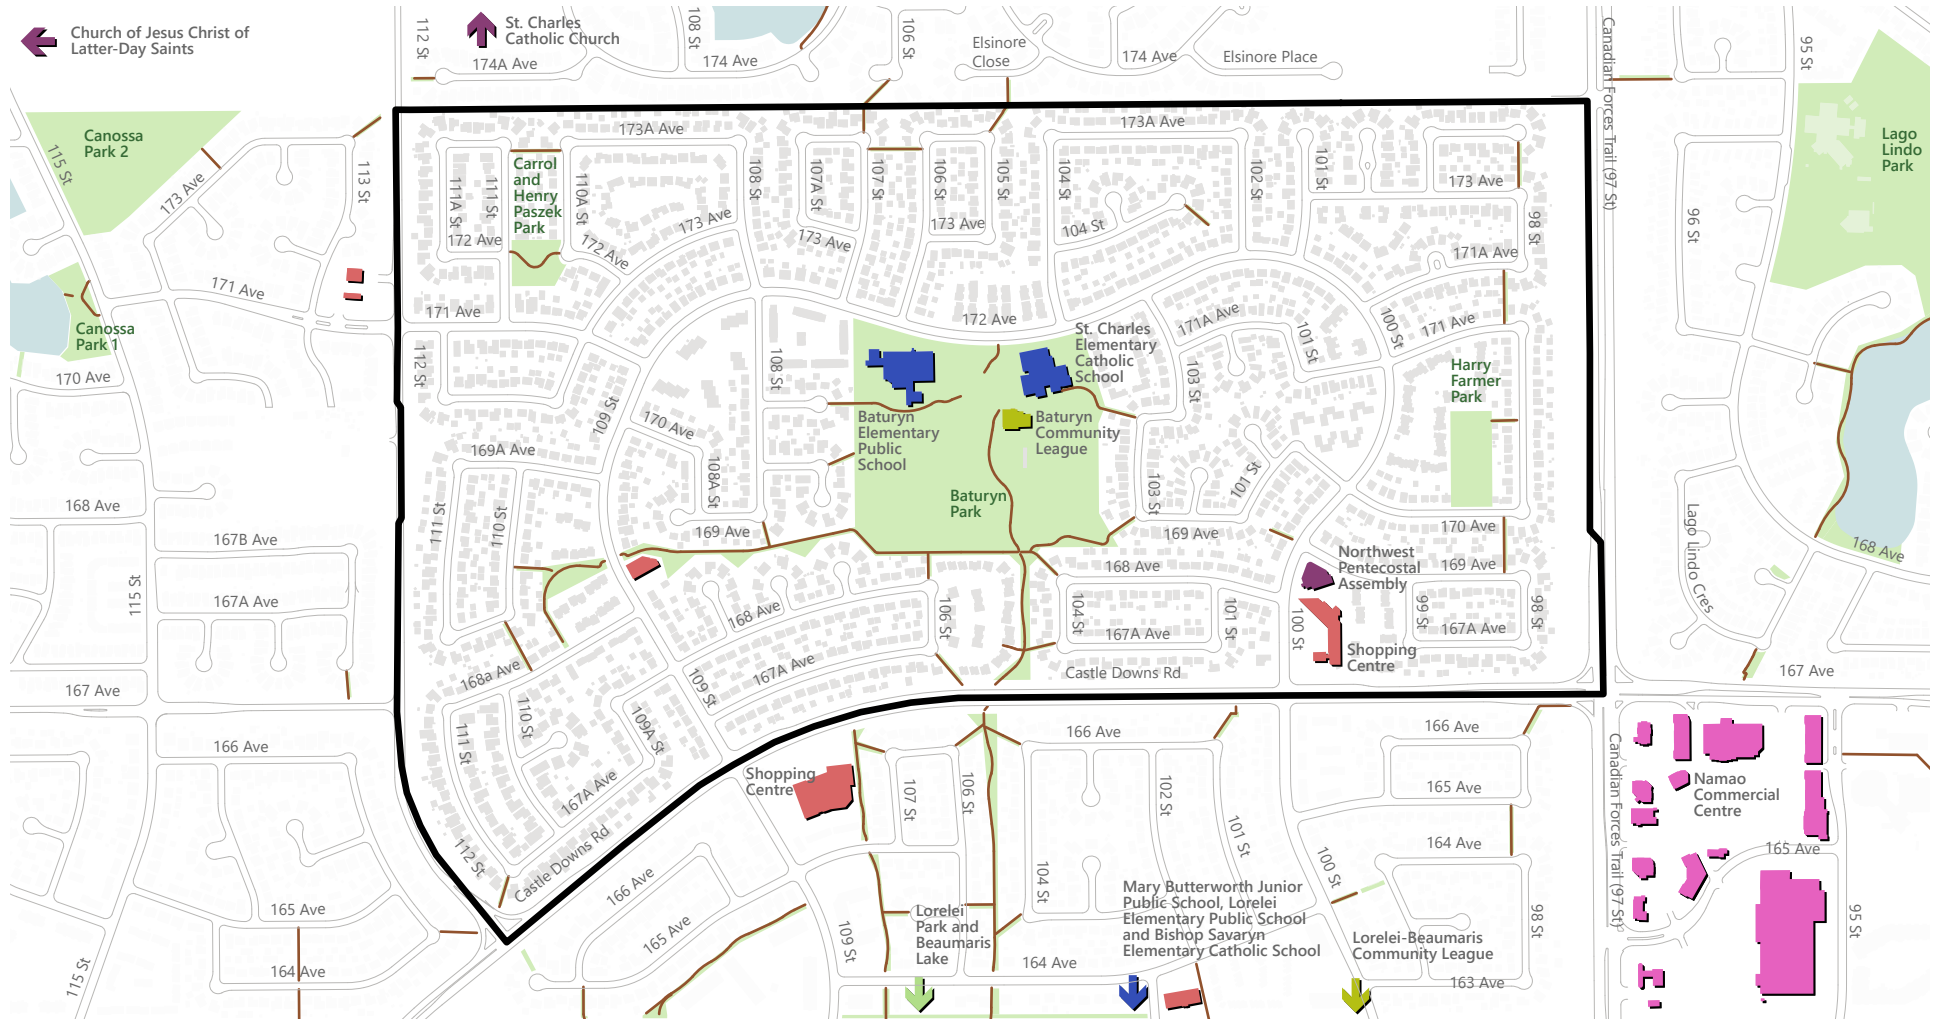 Church of Jesus Christ of
Latter-Day Saints
112 St
St. Charles
Catholic Church
174A Ave
108 St
174 Ave
106 St
Elsinore
Close
174 Ave
Elsinore Place
Canadian Forces Trail (97 St)
95 St
Canossa
Park 2
115 St
173 Ave
113 St
173A Ave
173A Ave
Lago
Lindo
Park
Carrol
and
Henry
Paszek
Park
111A St
111 St
110A St
108 St
107A St
107 St
106 St
105 St
104 St
102 St
101 St
173 Ave
98 St
96 St
172 Ave
172 Ave
173 Ave
173 Ave
173 Ave
104 St
171A Ave
171 Ave
171 Ave
172 Ave
171A Ave
101 St
100 St
171 Ave
Canossa
Park 1
170 Ave
112 St
108 St
St. Charles
Elementary
Catholic
School
103 St
Harry
Farmer
Park
109 St
170 Ave
Baturyn
Elementary
Public
School
Baturyn
Community
League
169A Ave
108A St
103 St
101 St
Baturyn
Park
168 Ave
111 St
110 St
169 Ave
169 Ave
170 Ave
Lago Lindo Cres
168 Ave
167B Ave
Northwest
Pentecostal
Assembly
168 Ave
169 Ave
115 St
167A Ave
168 Ave
106 St
104 St
101 St
100 St
99 St
98 St
167A Ave
167A Ave
Shopping
Centre
168a Ave
167A Ave
Castle Downs Rd
167 Ave
167 Ave
109 St
110 St
109A St
111 St
166 Ave
166 Ave
166 Ave
Canadian Forces Trail (97 St)
Shopping
Centre
107 St
106 St
102 St
165 Ave
Namao
Commercial
Centre
167A Ave
101 St
164 Ave
165 Ave
112 St
Castle Downs Rd
166 Ave
104 St
100 St
Mary Butterworth Junior
Public School, Lorelei
Elementary Public School
and Bishop Savaryn
Elementary Catholic School
165 Ave
165 Ave
109 St
Lorelei
Park and
Beaumaris
Lake
98 St
95 St
Lorelei-Beaumaris
Community League
115 St
164 Ave
164 Ave
163 Ave